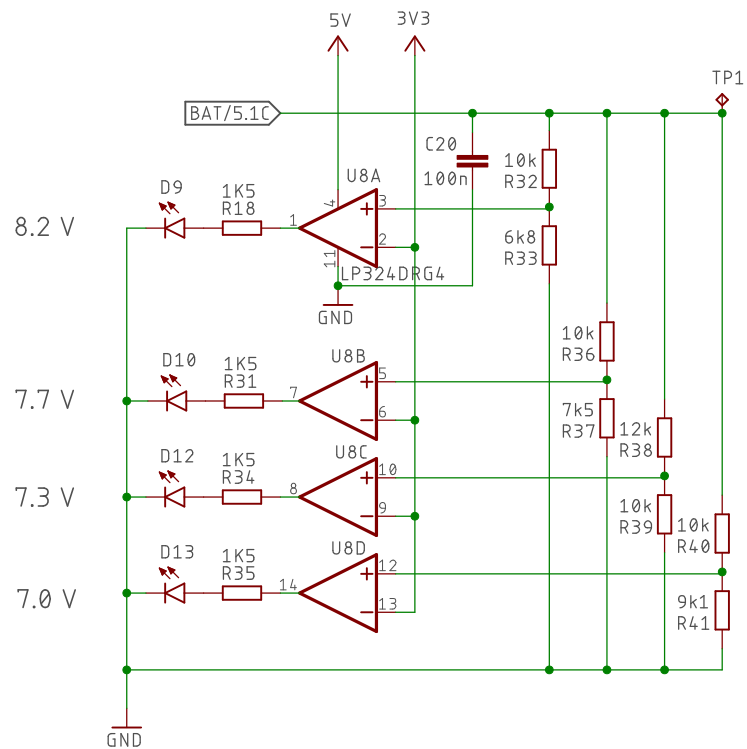 5V
3V3
TP1
BAT/5.1C
C20
100n
10k
R32
U8A
D9
1K5
R18
8.2 V
1
4
3
2
11
LP324DRG4
6k8
R33
GND
10k
R36
U8B
D10
1K5
R31
7.7 V
7
5
6
7k5
R37
12k
R38
U8C
D12
1K5
R34
7.3 V
8
10
9
10k
R39
10k
R40
U8D
D13
1K5
R35
7.0 V
14
12
13
9k1
R41
GND